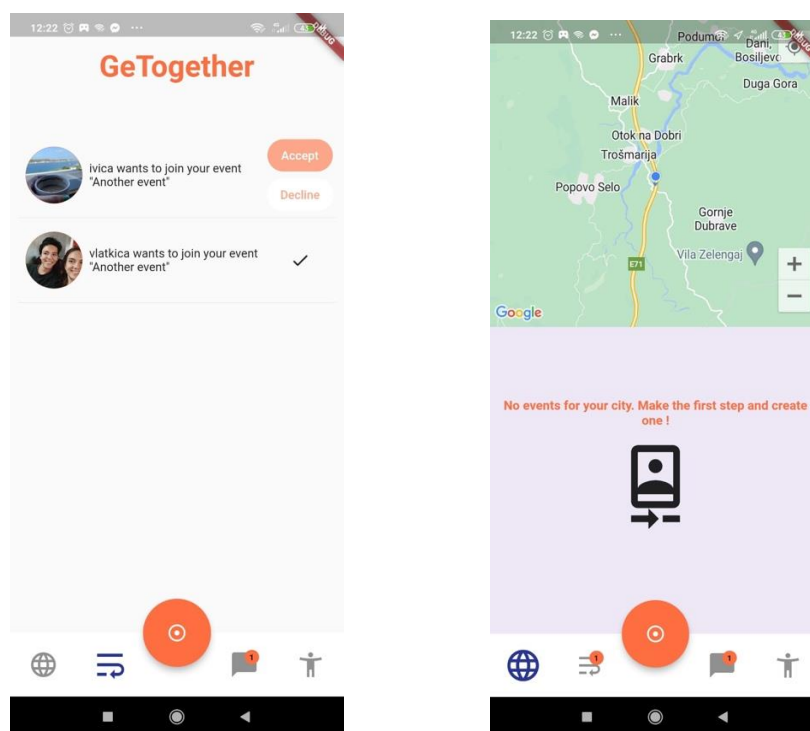 12:22
GeTogether
ivica wants to join your event
"Another event"
Accept
Decline
vlatkica wants to join your event
"Another event"
1
12:22
Grabrk
Dani,
Bosiljevo
Duga Gora
Malik
Otok na Dobri
Trošmarija
Popovo Selo
Gornje
Dubrave
Vila Zelengaj
E71
+
−
Google
No events for your city. Make the first step and create
one !
1
1